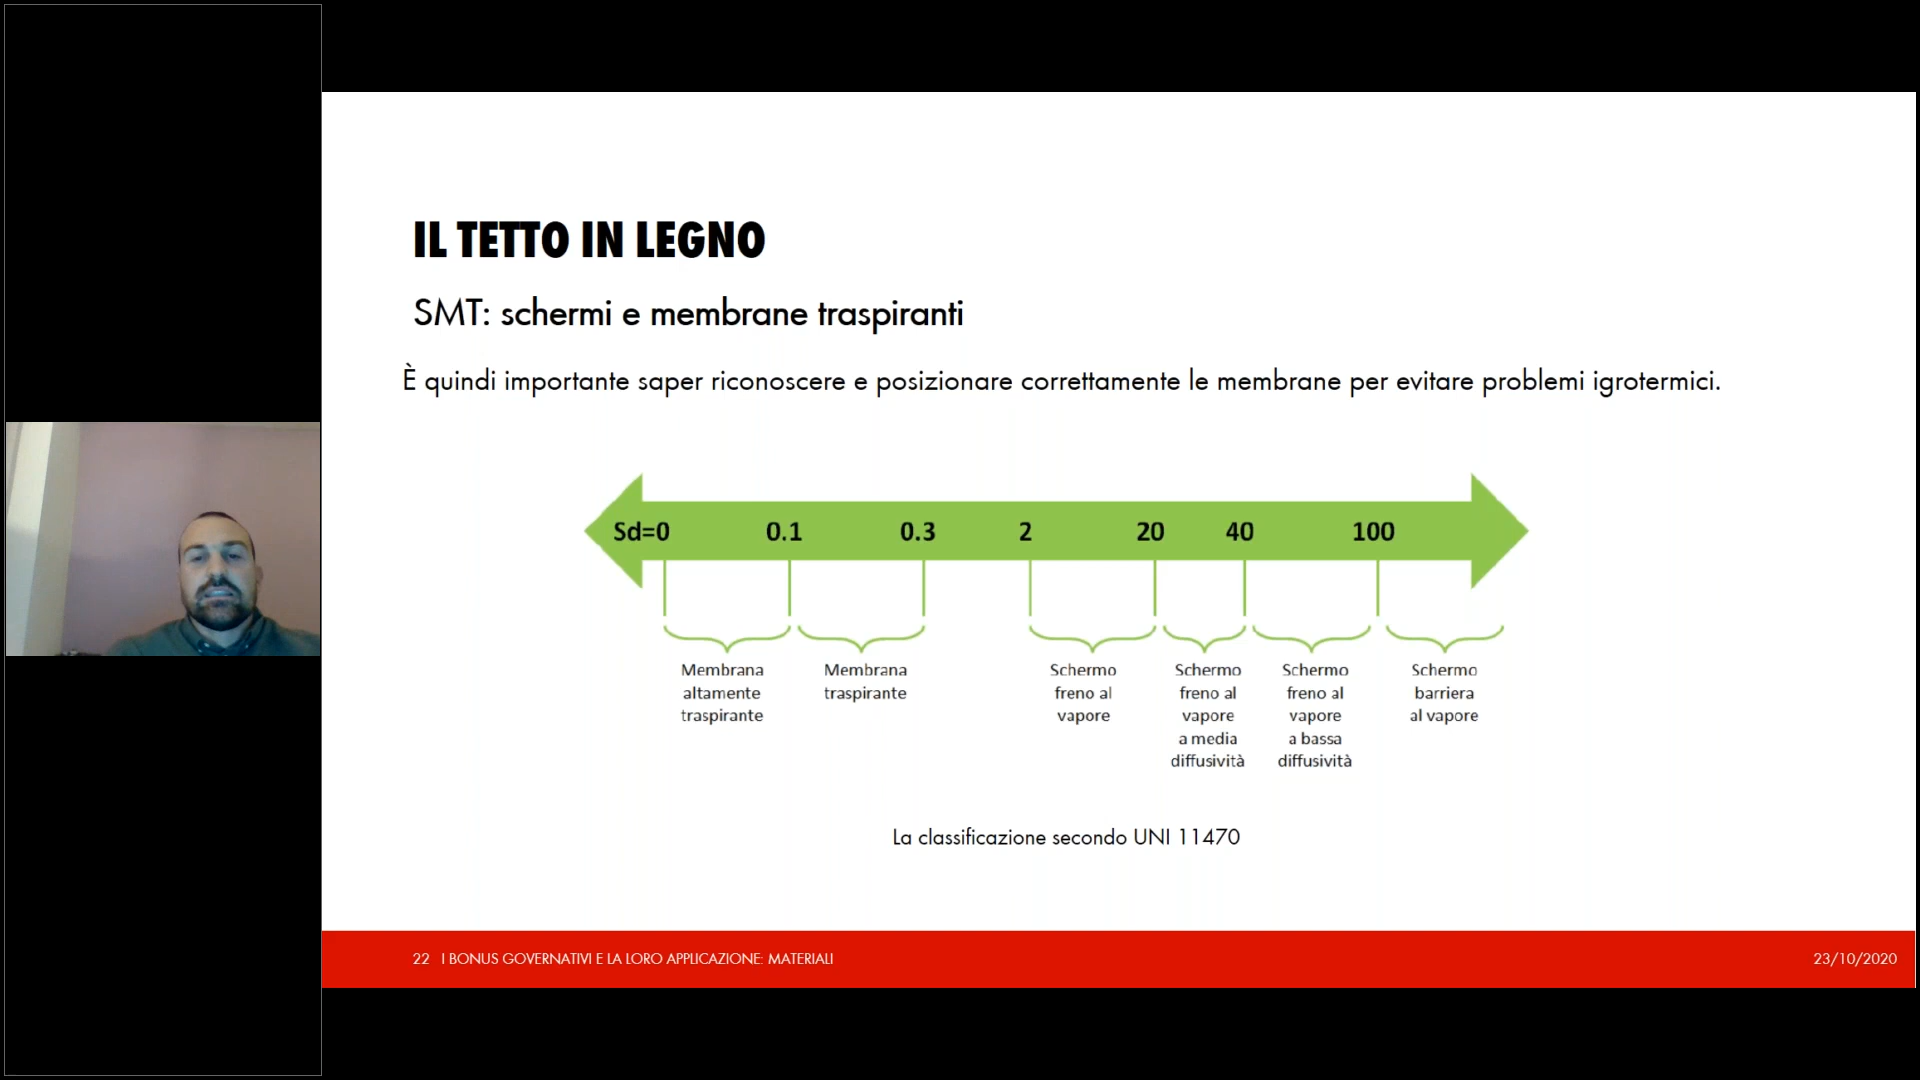 IL TETTO IN LEGNO
SMT: schermi e membrane traspiranti
È quindi importante saper riconoscere e posizionare correttamente le membrane per evitare problemi igrotermici.
Sd=0 0.1 0.3 2 20 40 100
Membrana
altamente
traspirante
Membrana
traspirante
Schermo
freno al
vapore
Schermo
freno al
vapore
a media
diffusività
Schermo
freno al
vapore
a bassa
diffusività
Schermo
barriera
al vapore
La classificazione secondo UNI 11470
22 I BONUS GOVERNATIVI E LA LORO APPLICAZIONE: MATERIALI
23/10/2020